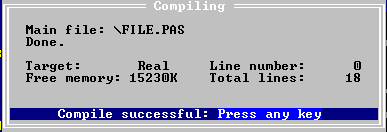 Compiling
Main file: \FILE.PAS
Done.
Target: Real Line number: 0
Free memory: 15230K Total lines: 18
Compile successful: Press any key